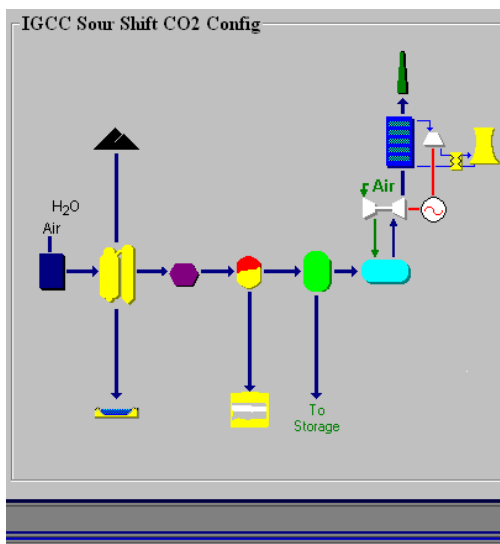 IGCC Sour Shift CO2 Config
Air
H₂O
Air
To
Storage